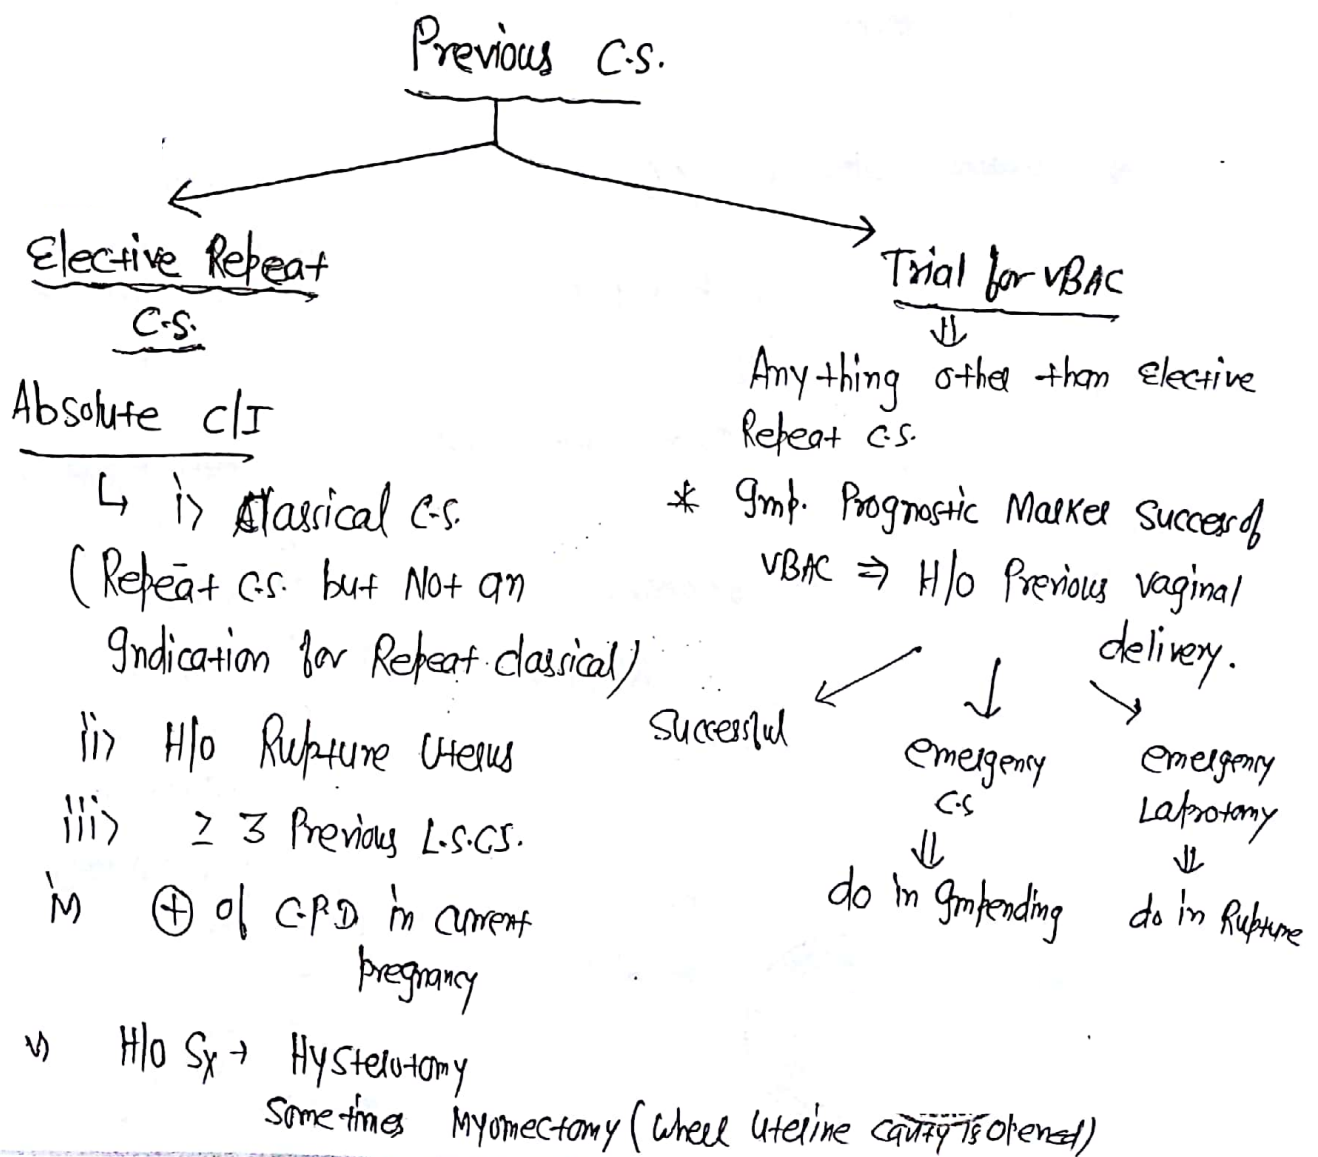 Previous C.S.
Elective Repeat
C.S.
Absolute C/I
↳ i> Classical C.S.
(Repeat C.S. but Not an
Indication for Repeat classical)
ii> H/o Rupture Uterus
iii> ≥ 3 Previous L.S.CS.
iv) ⊕ of C.P.D in current
pregnancy
v) H/o Sx → Hysterotomy
Sometimes Myomectomy (where uterine cavity is opened)
Trial for VBAC
⇓
Anything other than Elective
Repeat C.S.
* Imp. Prognostic Marker Success of
VBAC ⇒ H/o Previous vaginal
delivery.
Successful
emergency
C.S
⇓
do in Impending
emergency
Laprotomy
⇓
do in Rupture